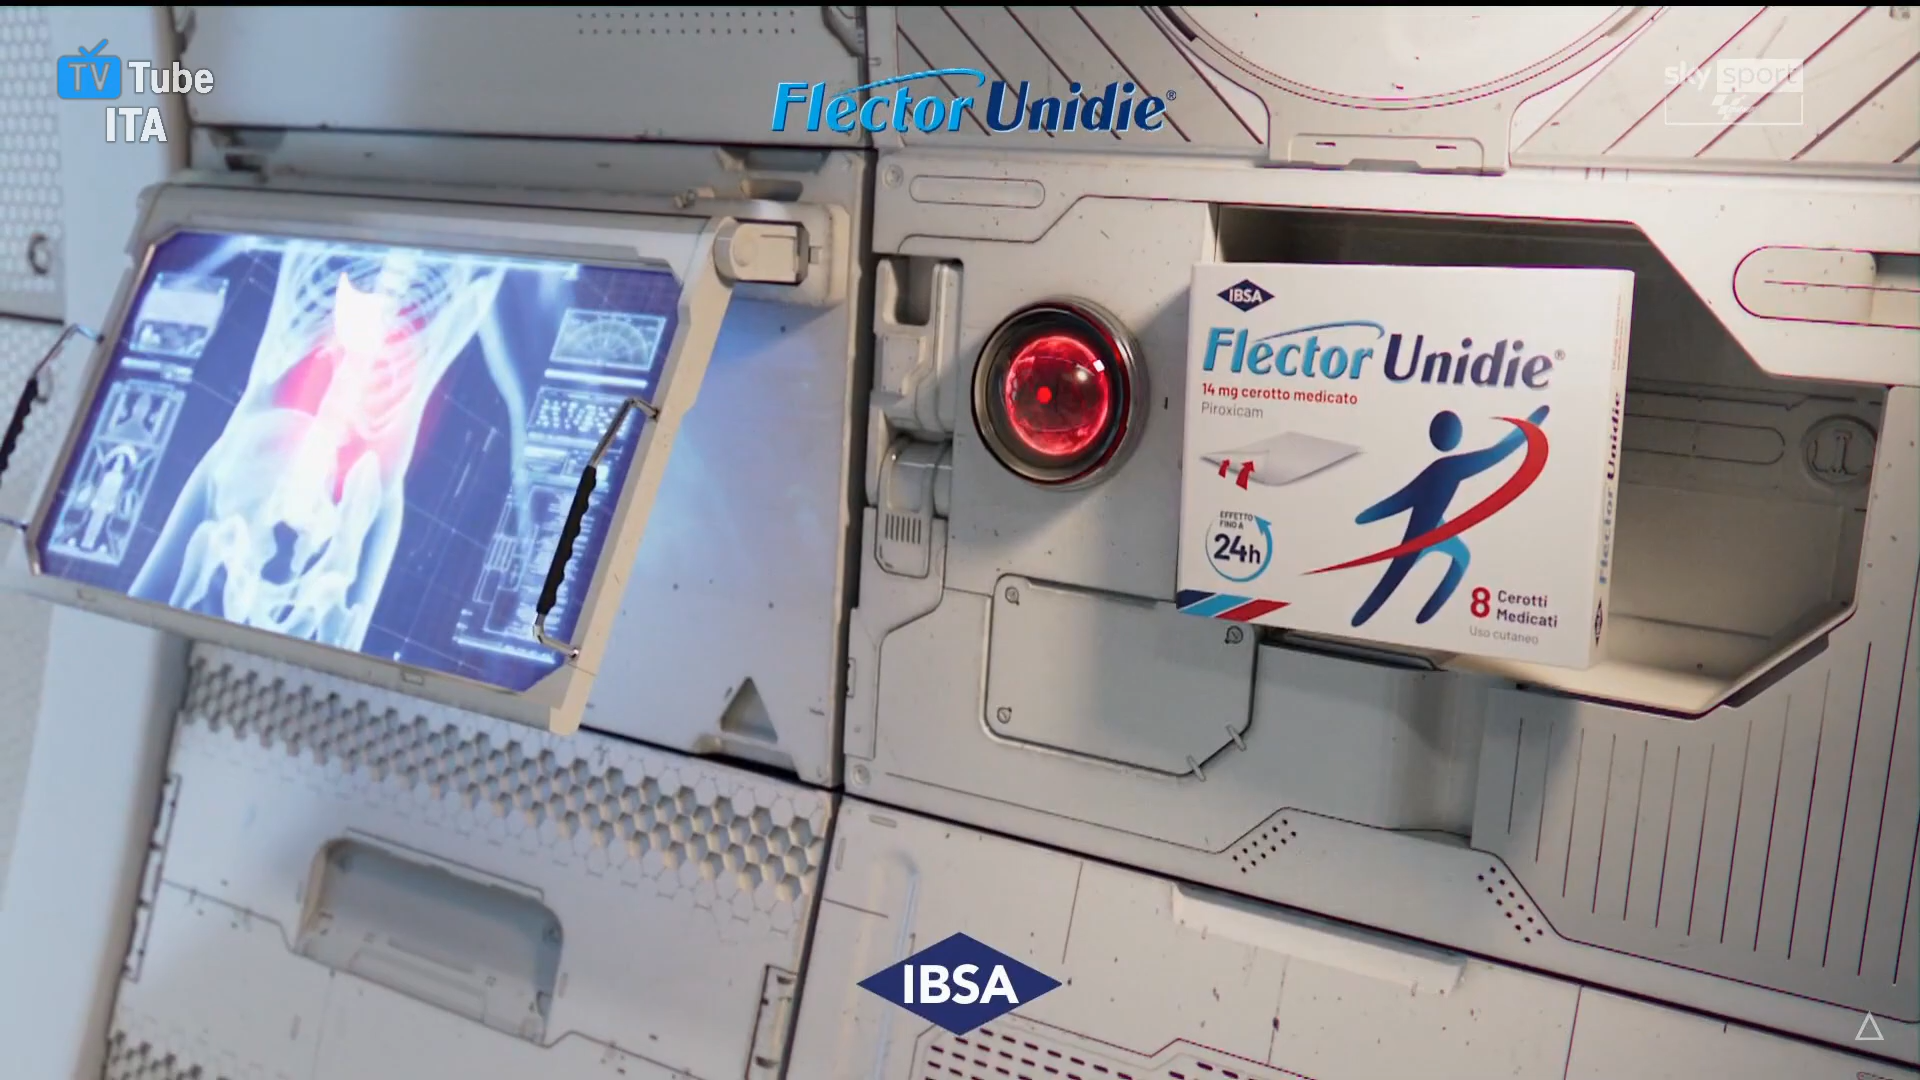 TV Tube
ITA
Flector Unidie®
sky sport
IBSA
Flector Unidie®
14 mg cerotto medicato
Piroxicam
EFFETTO
FINO A
24h
8 Cerotti
Medicati
Uso cutaneo
Flector Unidie
IBSA